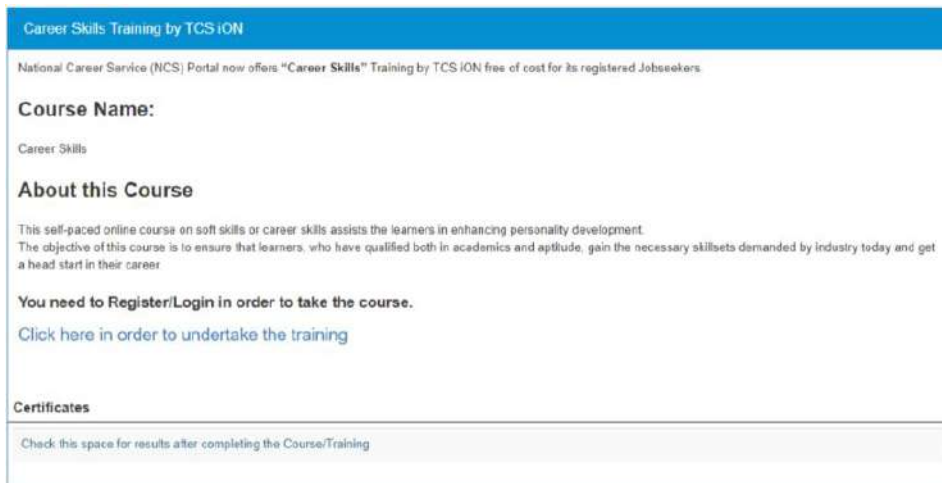 Career Skills Training by TCS iON
National Career Service (NCS) Portal now offers “Career Skills” Training by TCS iON free of cost for its registered Jobseekers
Course Name:
Career Skills
About this Course
This self-paced online course on soft skills or career skills assists the learners in enhancing personality development.
The objective of this course is to ensure that learners, who have qualified both in academics and aptitude, gain the necessary skillsets demanded by industry today and get
a head start in their career
You need to Register/Login in order to take the course.
Click here in order to undertake the training
Certificates
Check this space for results after completing the Course/Training